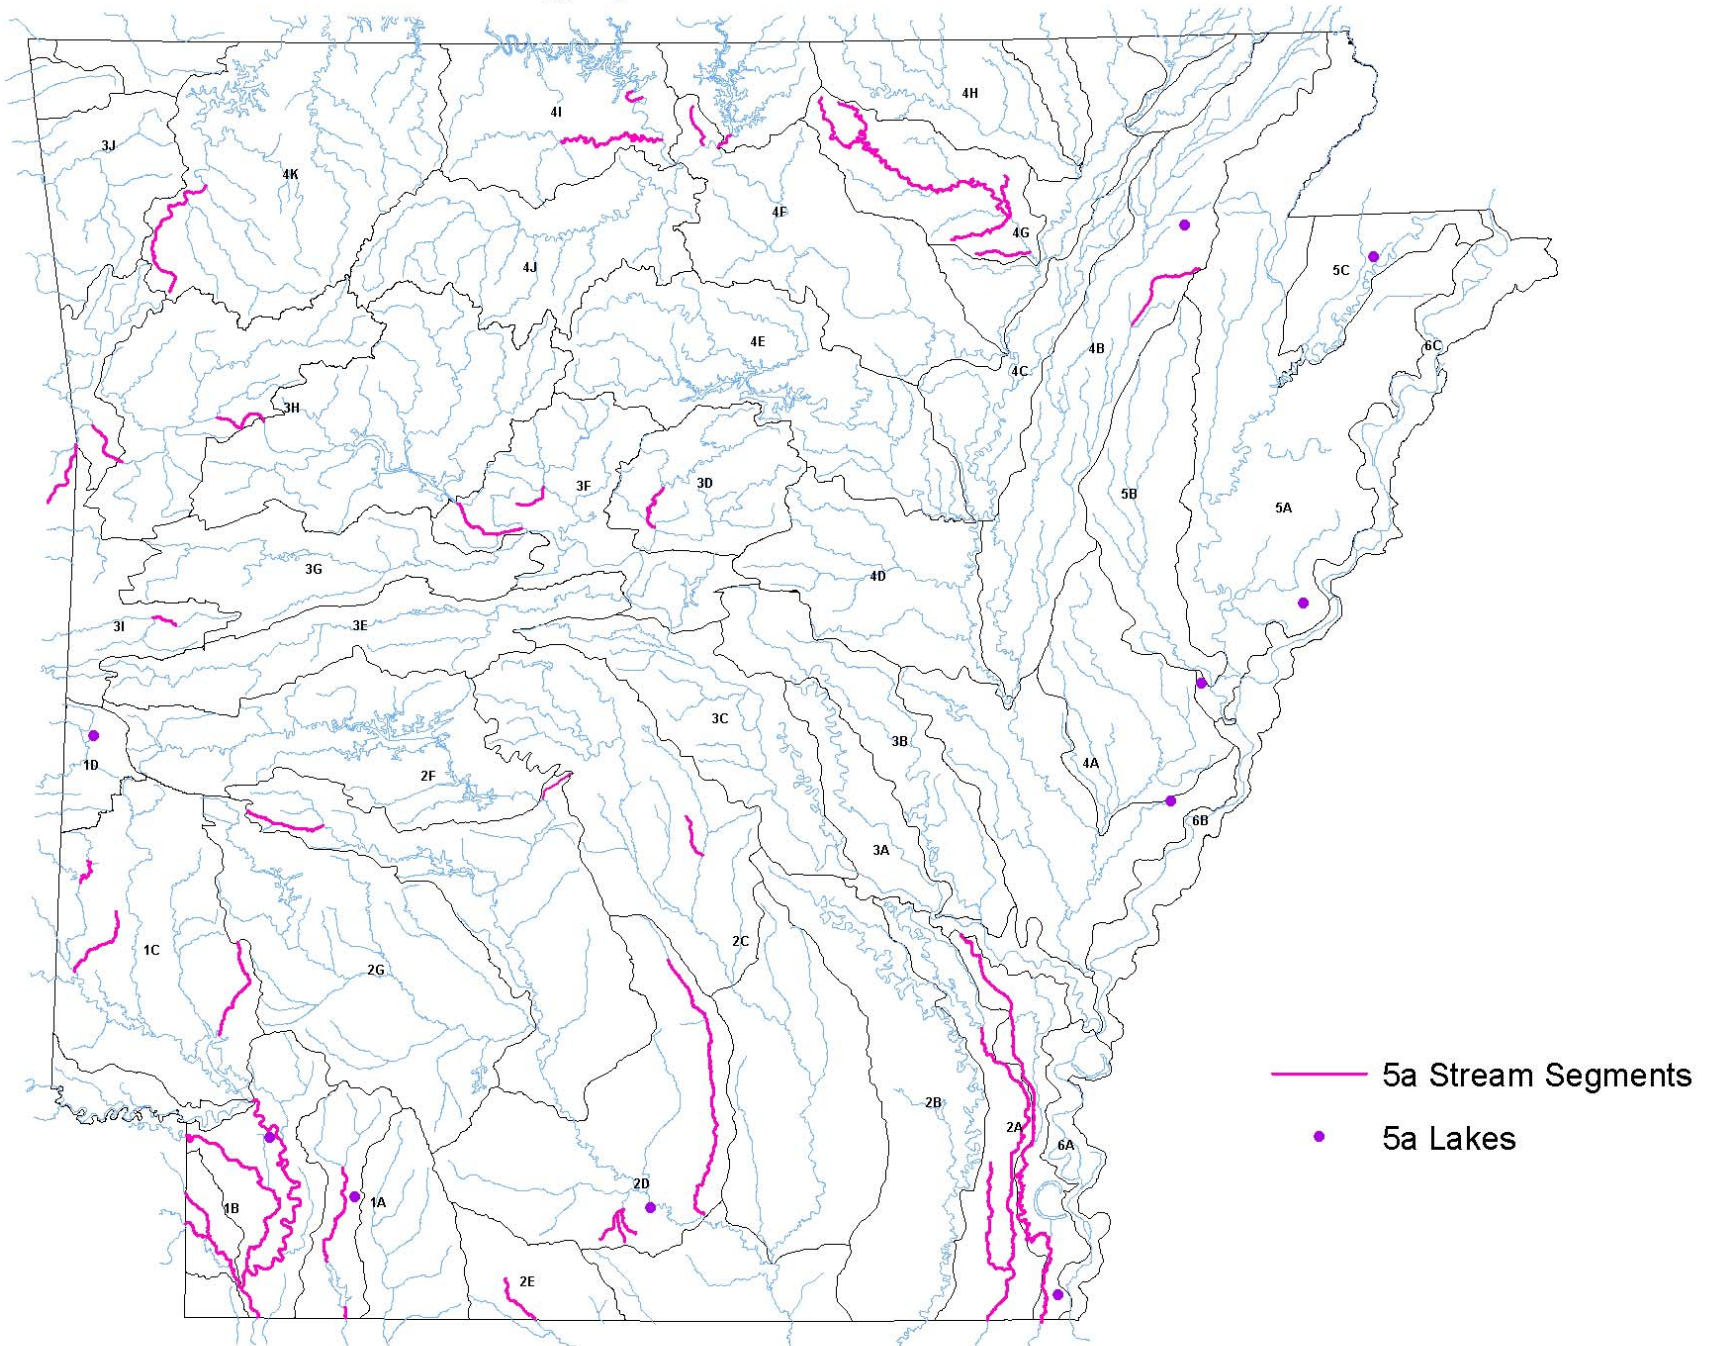 4H
4I
3J
4K
4F
4G
4J
5C
4E
4B
6C
4C
3H
3F
3D
5B
5A
3G
4D
3I
3E
3C
3B
1D
2F
4A
6B
3A
2C
1C
2G
5a Stream Segments
2B
2A
6A
5a Lakes
2D
1A
1B
2E